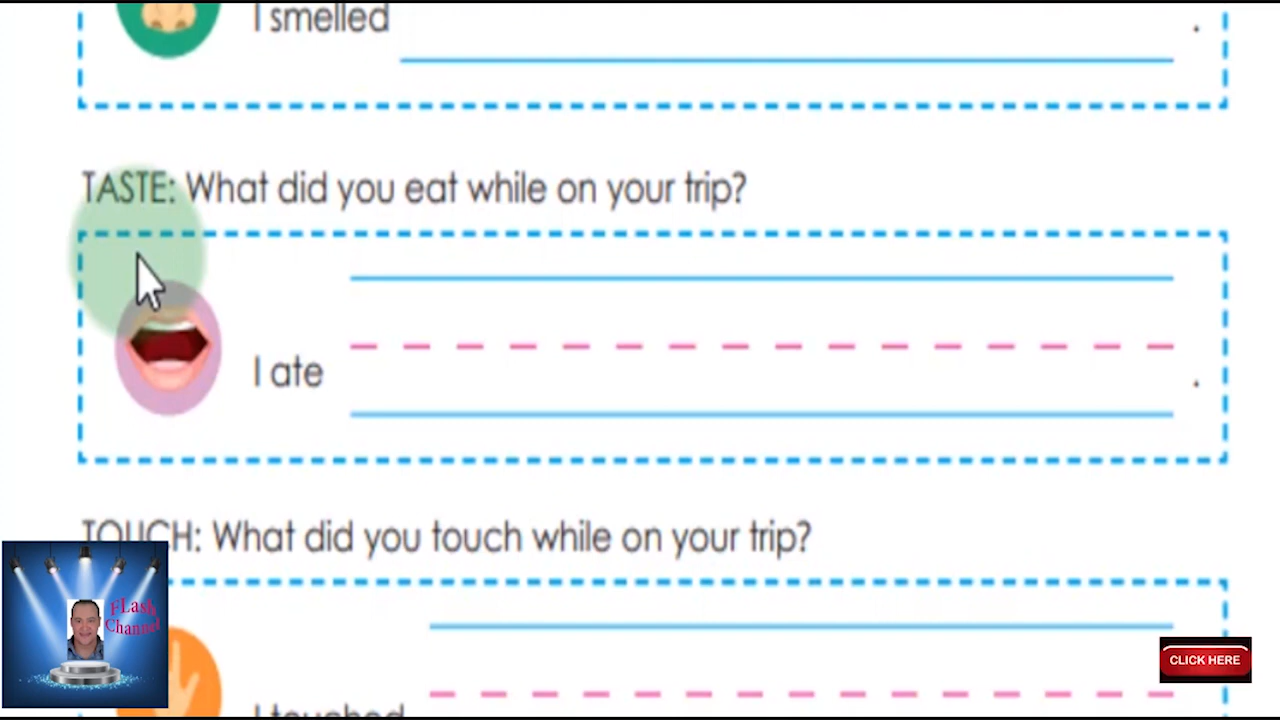 I smelled .
TASTE: What did you eat while on your trip?
I ate .
TOUCH: What did you touch while on your trip?
FLash
Channel
CLICK HERE
I touched